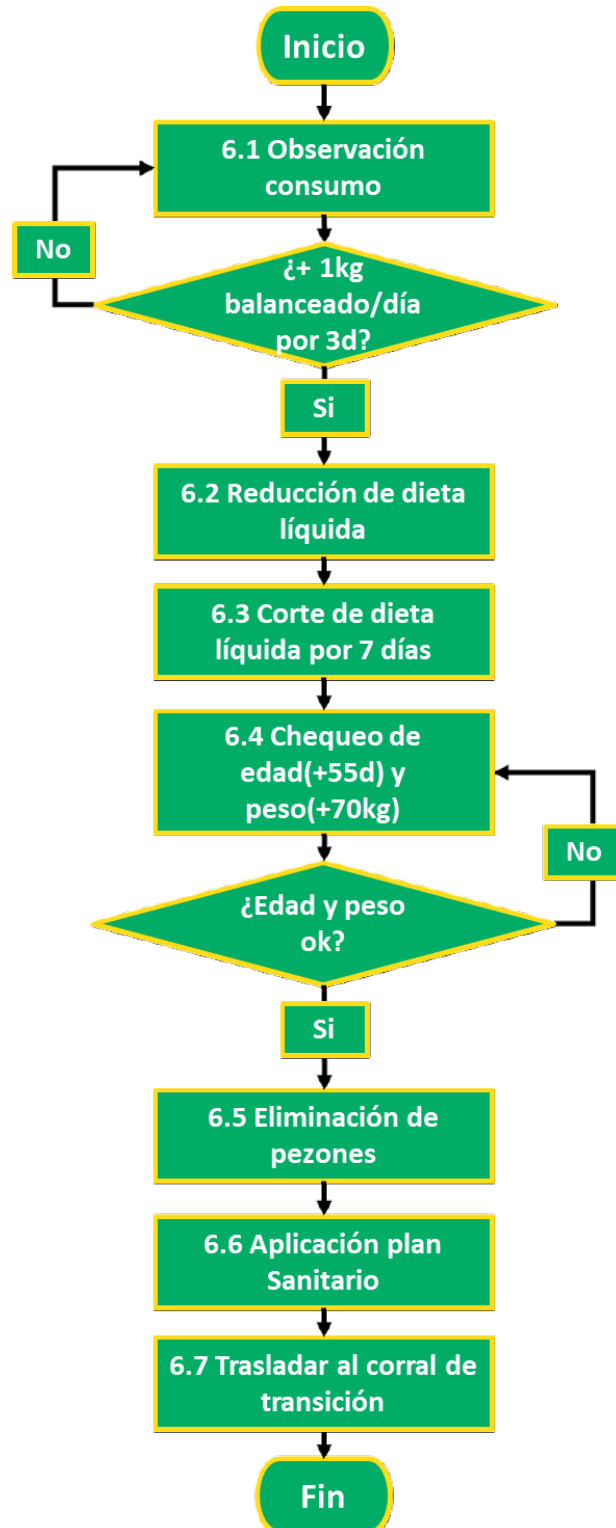 Inicio
6.1 Observación
consumo
No
¿+ 1kg
balanceado/día
por 3d?
Si
6.2 Reducción de dieta
líquida
6.3 Corte de dieta
líquida por 7 días
6.4 Chequeo de
edad(+55d) y
peso(+70kg)
No
¿Edad y peso
ok?
Si
6.5 Eliminación de
pezones
6.6 Aplicación plan
Sanitario
6.7 Trasladar al corral de
transición
Fin